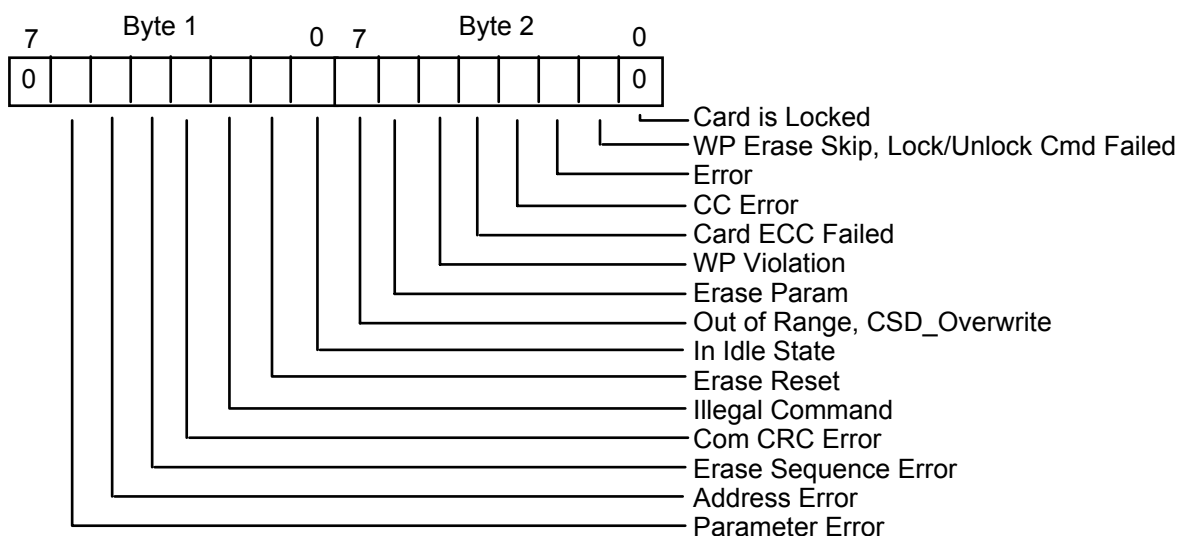 Byte 1 Byte 2
7 0 7 0
0 0
Card is Locked
WP Erase Skip, Lock/Unlock Cmd Failed
Error
CC Error
Card ECC Failed
WP Violation
Erase Param
Out of Range, CSD_Overwrite
In Idle State
Erase Reset
Illegal Command
Com CRC Error
Erase Sequence Error
Address Error
Parameter Error